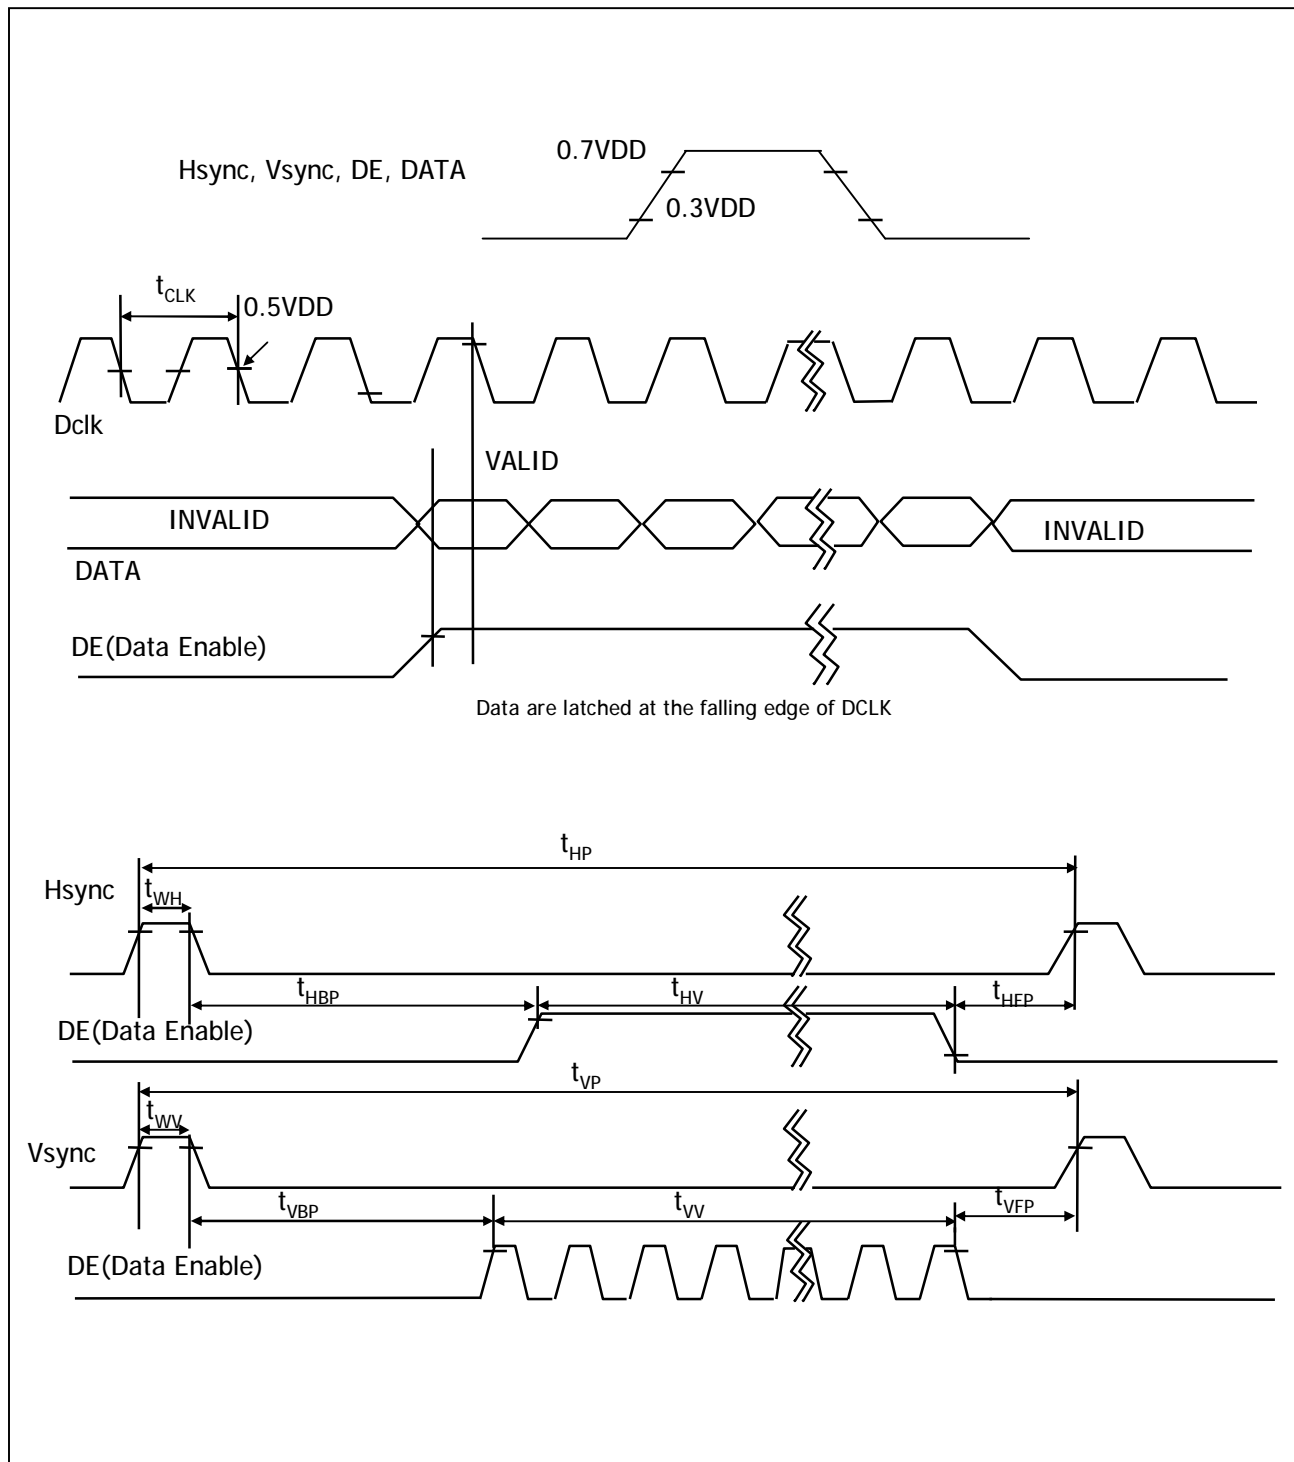 0.7VDD
Hsync, Vsync, DE, DATA
0.3VDD
tCLK
0.5VDD
Dclk
VALID
INVALID
INVALID
DATA
DE(Data Enable)
Data are latched at the falling edge of DCLK
tHP
Hsync
tWH
tHBP
tHV
tHFP
DE(Data Enable)
tVP
tWV
Vsync
tVBP
tVV
tVFP
DE(Data Enable)